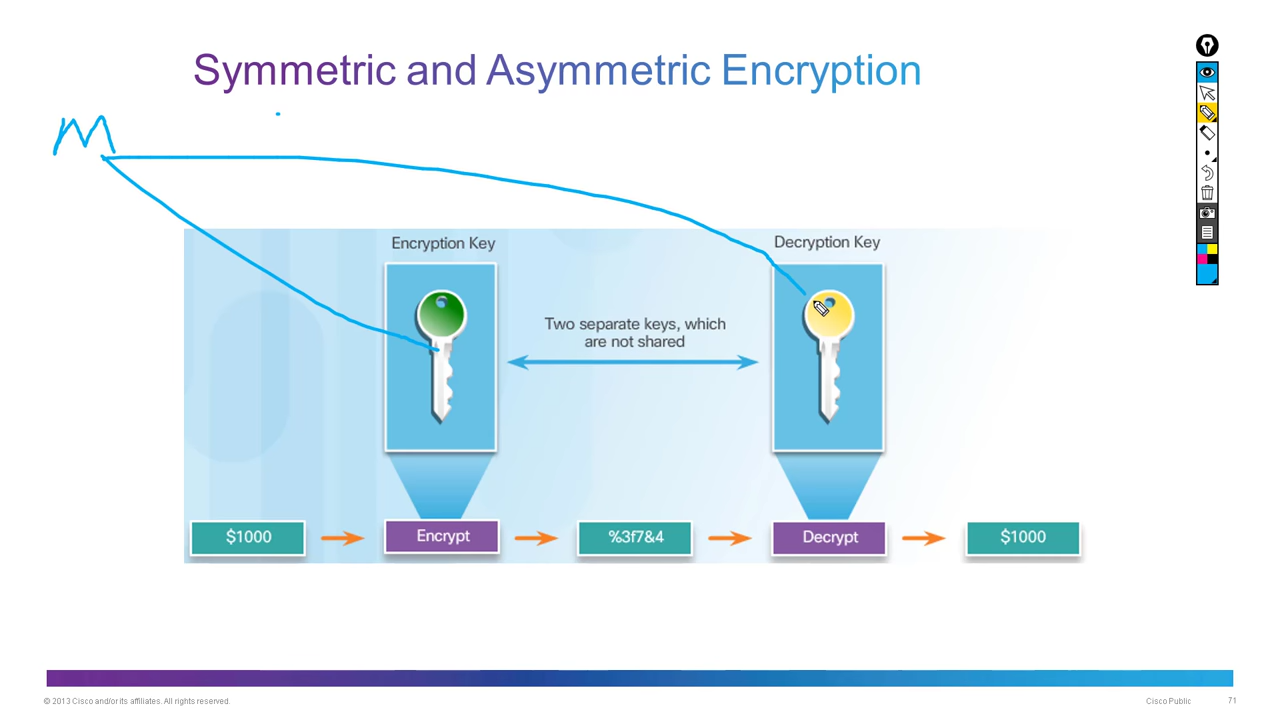 Symmetric and Asymmetric Encryption
M
Encryption Key
Decryption Key
Two separate keys, which
are not shared
$1000
Encrypt
%3f7&4
Decrypt
$1000
© 2013 Cisco and/or its affiliates. All rights reserved.
Cisco Public
71